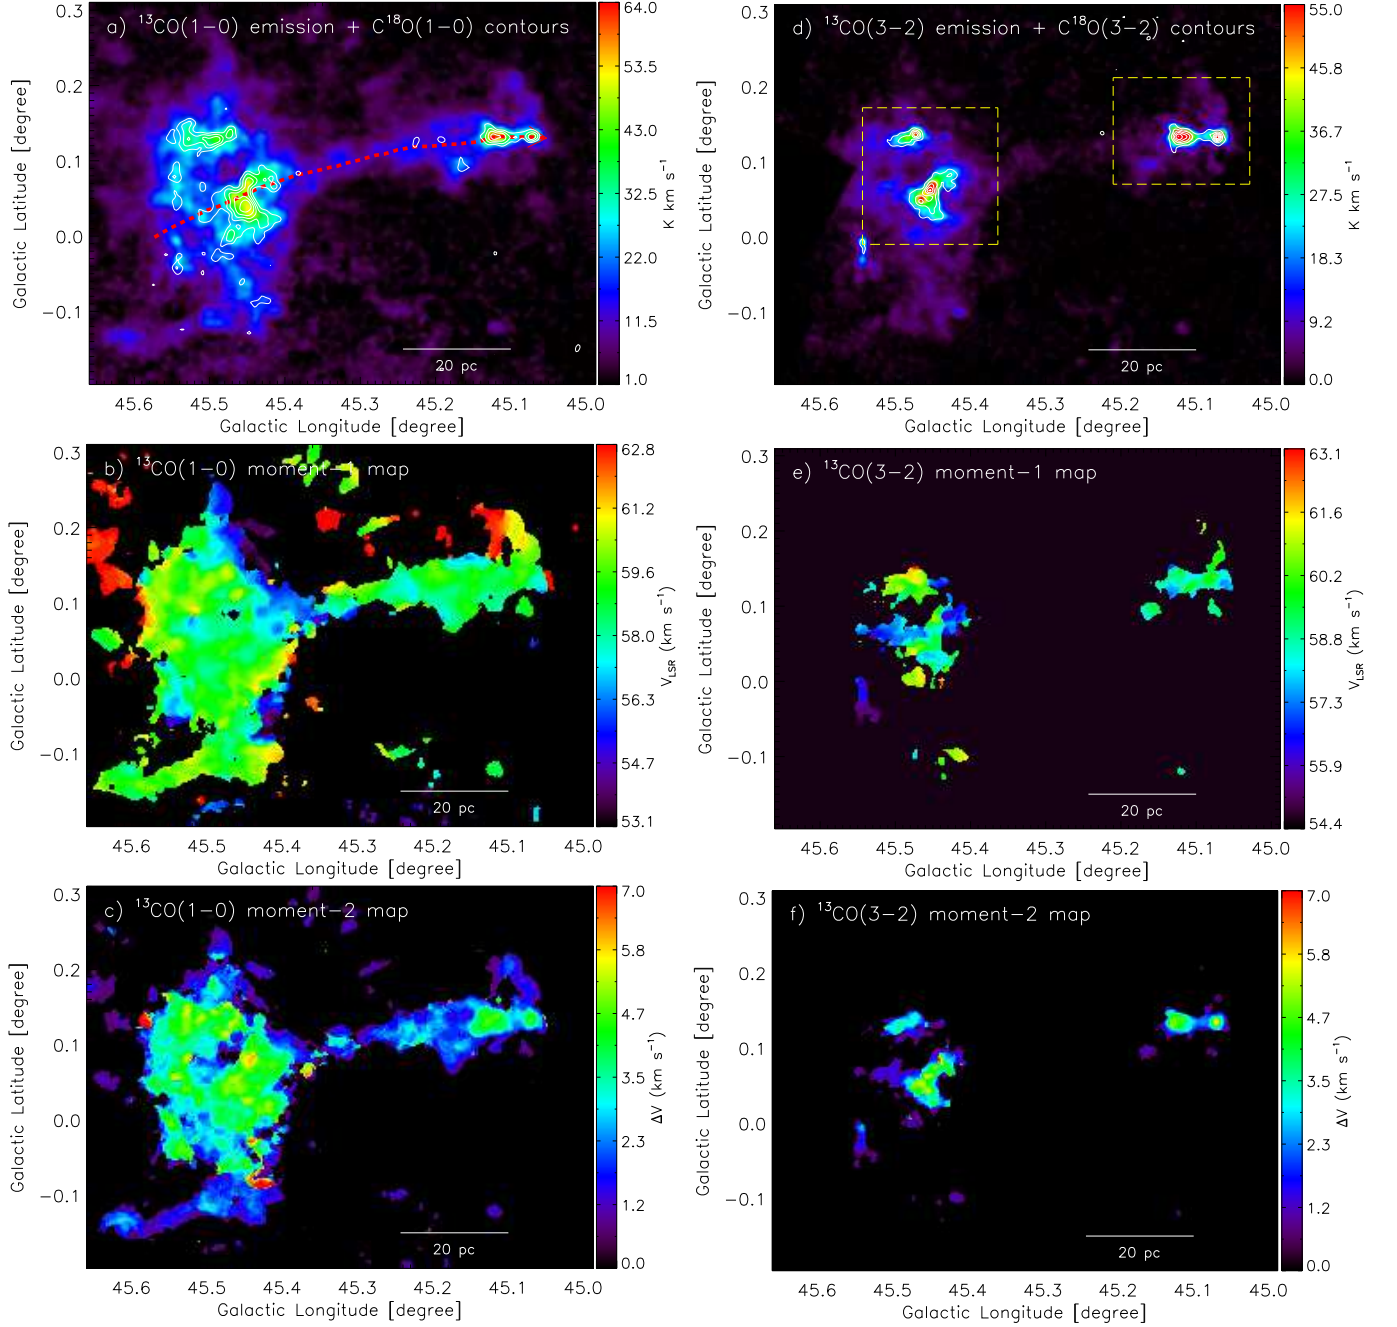 a) ¹³CO(1−0) emission + C¹⁸O(1−0) contours
0.3
0.2
0.1
0.0
−0.1
Galactic Latitude [degree]
20 pc
45.6 45.5 45.4 45.3 45.2 45.1 45.0
Galactic Longitude [degree]
64.0
53.5
43.0
32.5
22.0
11.5
1.0
K km s⁻¹
d) ¹³CO(3−2) emission + C¹⁸O(3−2) contours
0.3
0.2
0.1
0.0
−0.1
Galactic Latitude [degree]
20 pc
45.6 45.5 45.4 45.3 45.2 45.1 45.0
Galactic Longitude [degree]
55.0
45.8
36.7
27.5
18.3
9.2
0.0
K km s⁻¹
b) ¹³CO(1−0) moment−1 map
0.3
0.2
0.1
0.0
−0.1
Galactic Latitude [degree]
20 pc
45.6 45.5 45.4 45.3 45.2 45.1 45.0
Galactic Longitude [degree]
62.8
61.2
59.6
58.0
56.3
54.7
53.1
V_LSR (km s⁻¹)
e) ¹³CO(3−2) moment−1 map
0.3
0.2
0.1
0.0
−0.1
Galactic Latitude [degree]
20 pc
45.6 45.5 45.4 45.3 45.2 45.1 45.0
Galactic Longitude [degree]
63.1
61.6
60.2
58.8
57.3
55.9
54.4
V_LSR (km s⁻¹)
c) ¹³CO(1−0) moment−2 map
0.3
0.2
0.1
0.0
−0.1
Galactic Latitude [degree]
20 pc
45.6 45.5 45.4 45.3 45.2 45.1 45.0
Galactic Longitude [degree]
7.0
5.8
4.7
3.5
2.3
1.2
0.0
ΔV (km s⁻¹)
f) ¹³CO(3−2) moment−2 map
0.3
0.2
0.1
0.0
−0.1
Galactic Latitude [degree]
20 pc
45.6 45.5 45.4 45.3 45.2 45.1 45.0
Galactic Longitude [degree]
7.0
5.8
4.7
3.5
2.3
1.2
0.0
ΔV (km s⁻¹)